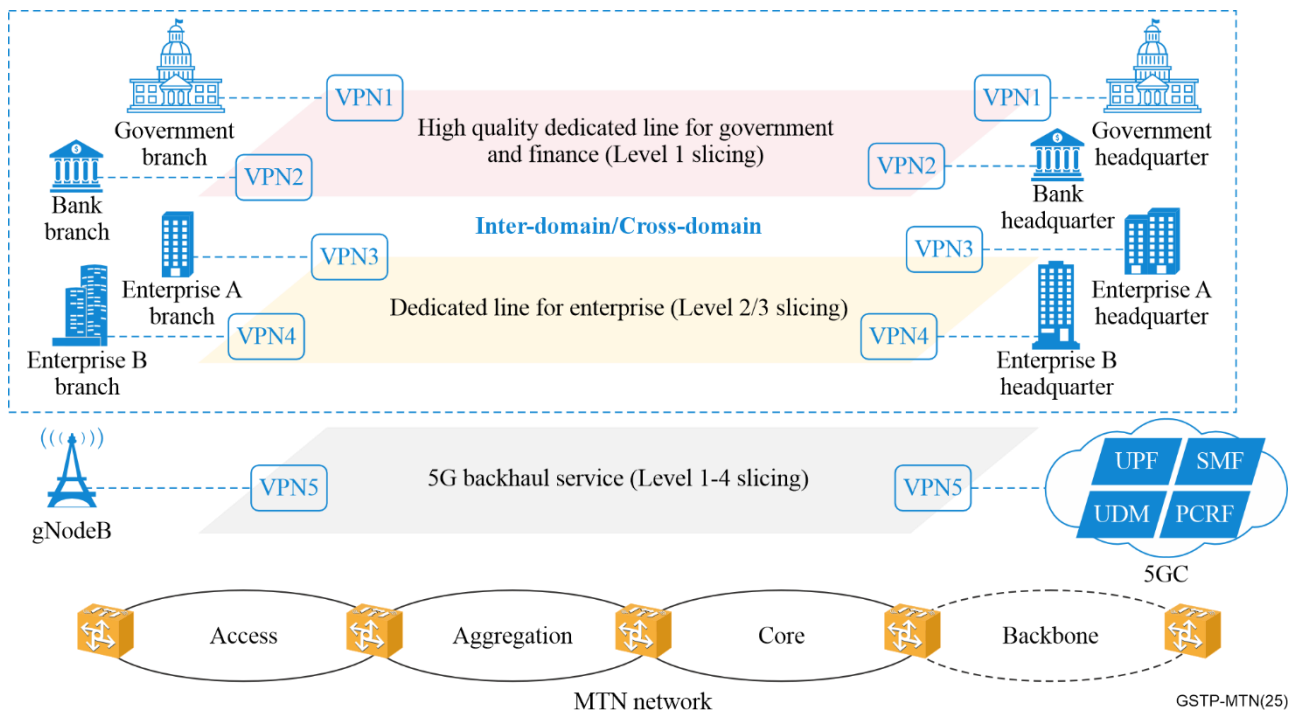 VPN1
VPN1
Government
branch
High quality dedicated line for government
and finance (Level 1 slicing)
Government
headquarter
VPN2
VPN2
Bank
branch
Bank
headquarter
Inter-domain/Cross-domain
VPN3
VPN3
Enterprise A
branch
Dedicated line for enterprise (Level 2/3 slicing)
Enterprise A
headquarter
VPN4
VPN4
Enterprise B
branch
Enterprise B
headquarter
gNodeB
VPN5
5G backhaul service (Level 1-4 slicing)
VPN5
UPF
SMF
UDM
PCRF
5GC
Access
Aggregation
Core
Backbone
MTN network
GSTP-MTN(25)